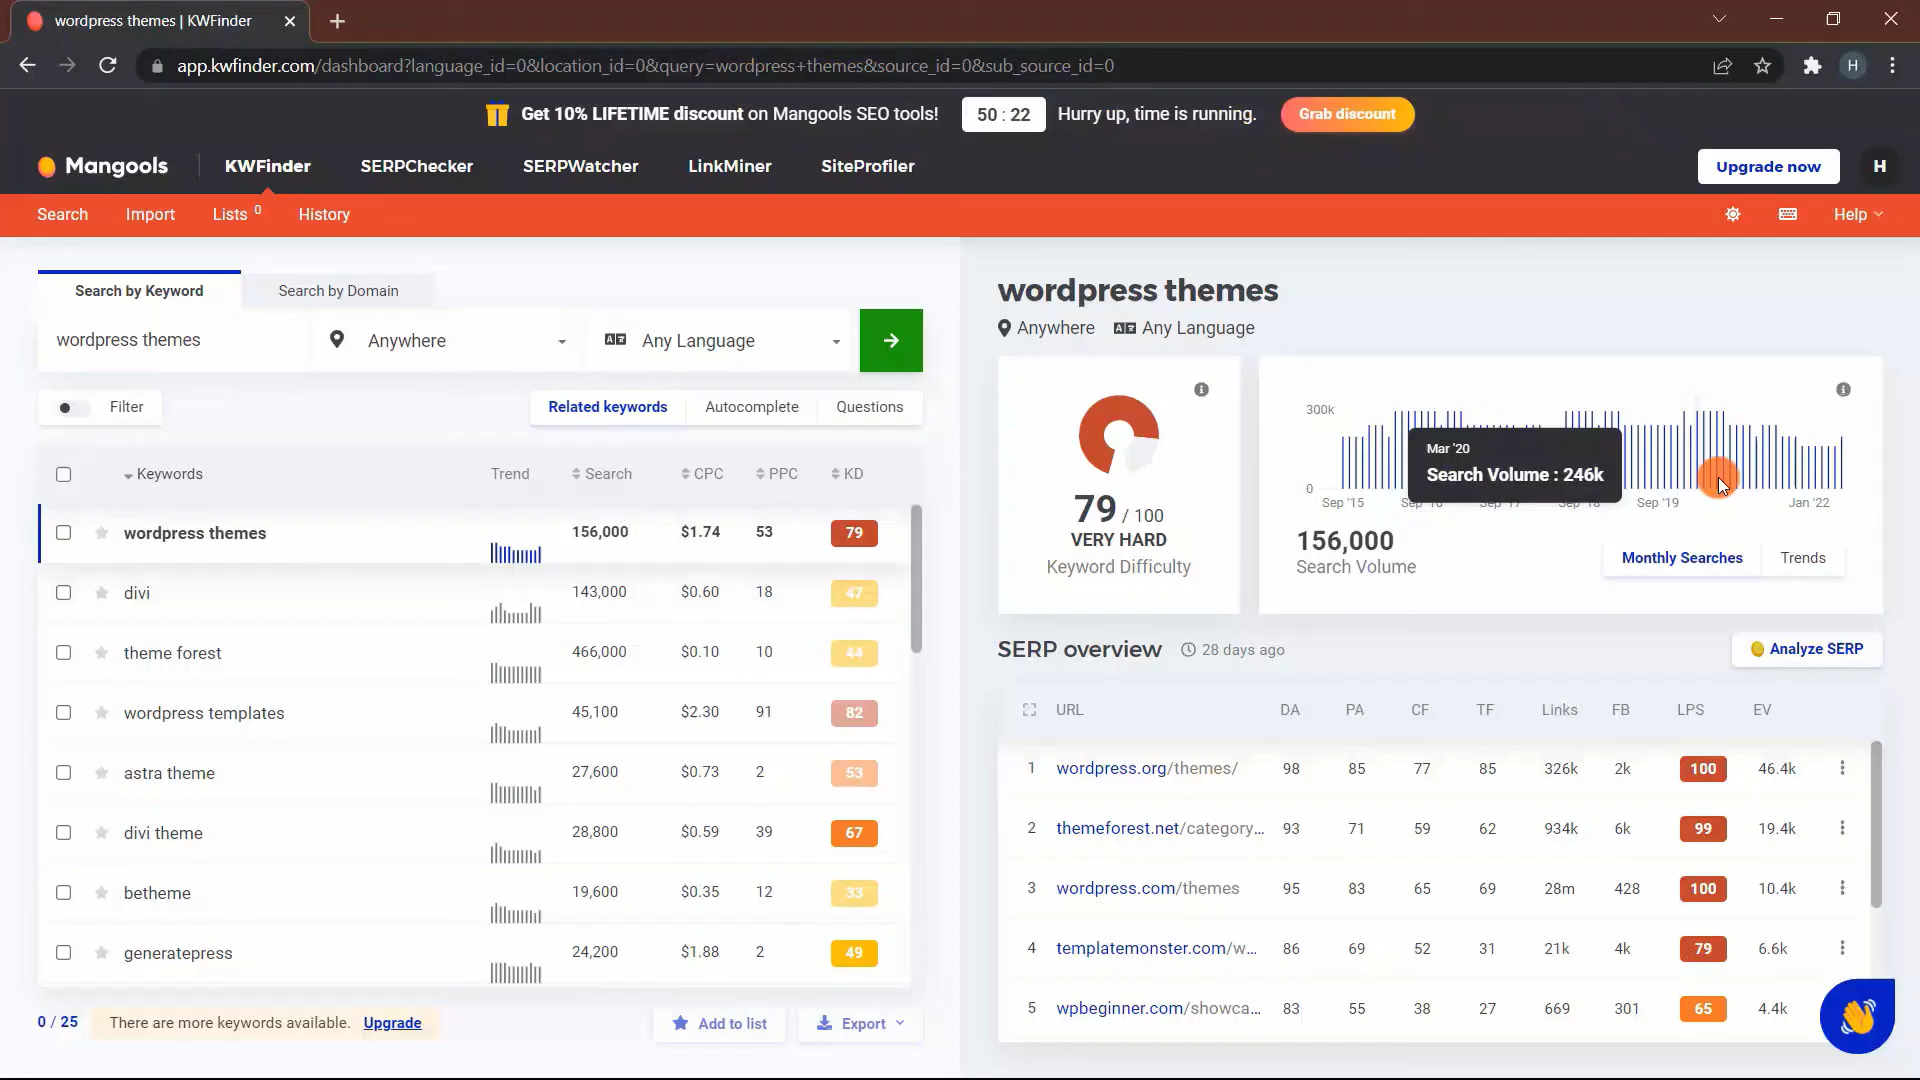 wordpress themes | KWFinder
app.kwfinder.com/dashboard?language_id=0&location_id=0&query=wordpress+themes&source_id=0&sub_source_id=0
H
Get 10% LIFETIME discount on Mangools SEO tools! 50 : 22 Hurry up, time is running. Grab discount
Mangools KWFinder SERPChecker SERPWatcher LinkMiner SiteProfiler Upgrade now H
Search Import Lists 0 History Help
Search by Keyword Search by Domain
wordpress themes Anywhere Any Language
Filter Related keywords Autocomplete Questions
Keywords Trend Search CPC PPC KD
wordpress themes 156,000 $1.74 53 79
divi 143,000 $0.60 18 47
theme forest 466,000 $0.10 10 44
wordpress templates 45,100 $2.30 91 82
astra theme 27,600 $0.73 2 53
divi theme 28,800 $0.59 39 67
betheme 19,600 $0.35 12 33
generatepress 24,200 $1.88 2 49
0 / 25 There are more keywords available. Upgrade Add to list Export
wordpress themes
Anywhere Any Language
79 / 100
VERY HARD
Keyword Difficulty
300k
Mar '20
Search Volume : 246k
0
Sep '15 Sep '16 Sep '17 Sep '18 Sep '19 Jan '22
156,000
Search Volume
Monthly Searches Trends
SERP overview 28 days ago Analyze SERP
URL DA PA CF TF Links FB LPS EV
1 wordpress.org/themes/ 98 85 77 85 326k 2k 100 46.4k
2 themeforest.net/category... 93 71 59 62 934k 6k 99 19.4k
3 wordpress.com/themes 95 83 65 69 28m 428 100 10.4k
4 templatemonster.com/w... 86 69 52 31 21k 4k 79 6.6k
5 wpbeginner.com/showca... 83 55 38 27 669 301 65 4.4k